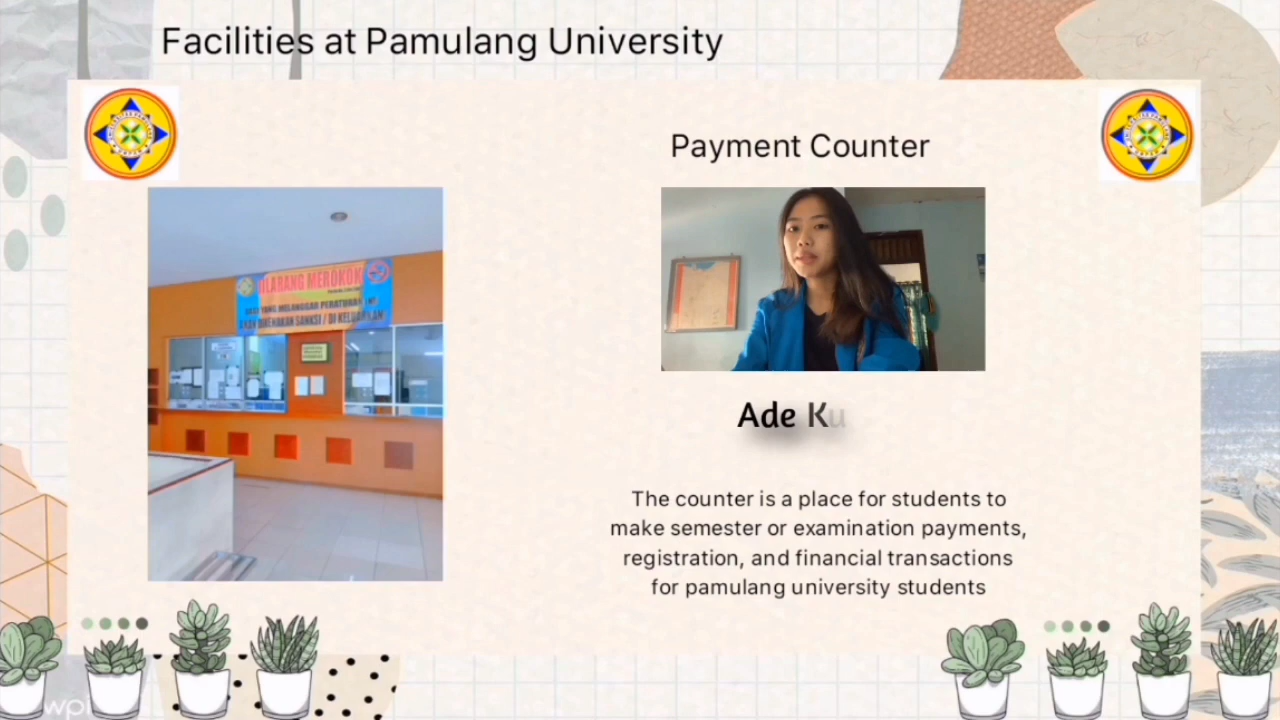 Facilities at Pamulang University
Payment Counter
DILARANG MEROKOK
Ade Ku
The counter is a place for students to
make semester or examination payments,
registration, and financial transactions
for pamulang university students